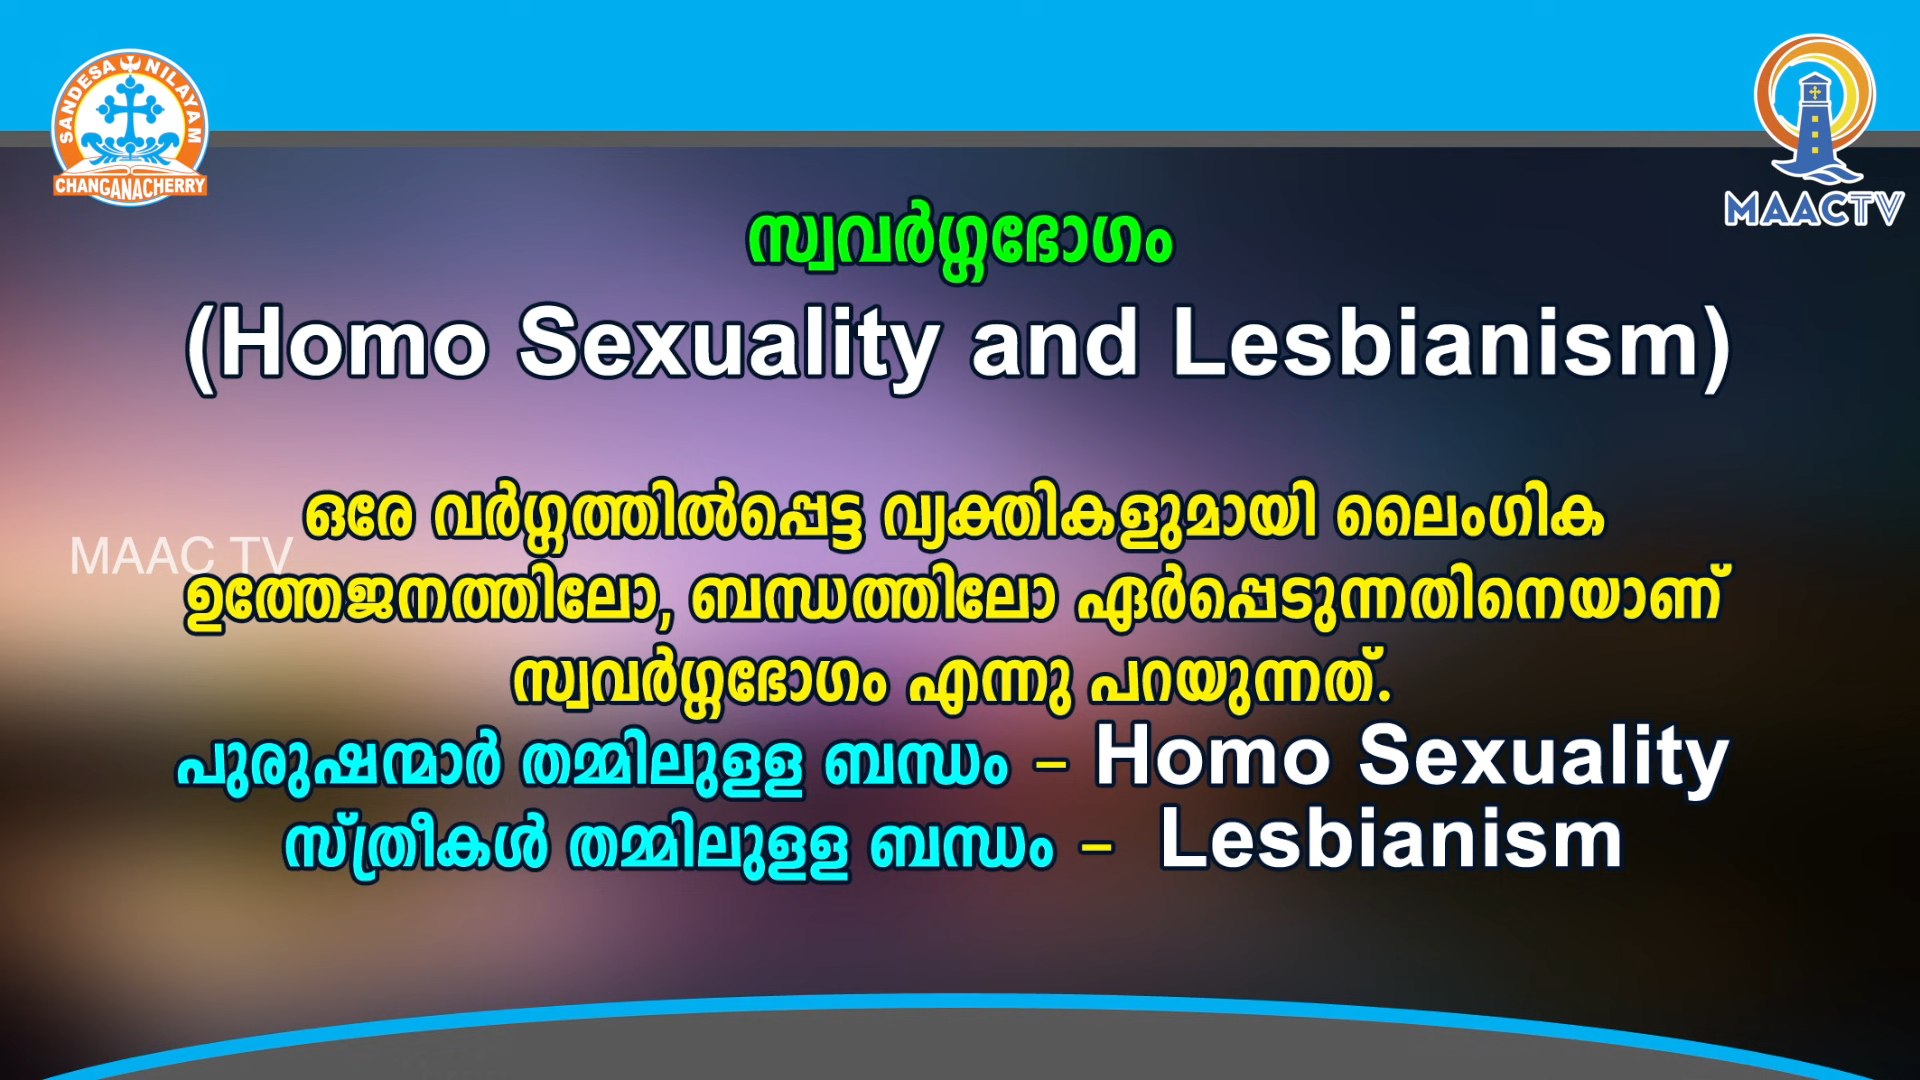 SANDESA NILAYAM
CHANGANACHERRY
MAACTV
സ്വവർഗ്ഗഭോഗം
(Homo Sexuality and Lesbianism)
ഒരേ വർഗ്ഗത്തിൽപ്പെട്ട വ്യക്തികളുമായി ലൈംഗിക
MAAC TV
ഉത്തേജനത്തിലോ, ബന്ധത്തിലോ ഏർപ്പെടുന്നതിനെയാണ്
സ്വവർഗ്ഗഭോഗം എന്നു പറയുന്നത്.
പുരുഷന്മാർ തമ്മിലുളള ബന്ധം – Homo Sexuality
സ്ത്രീകൾ തമ്മിലുളള ബന്ധം – Lesbianism